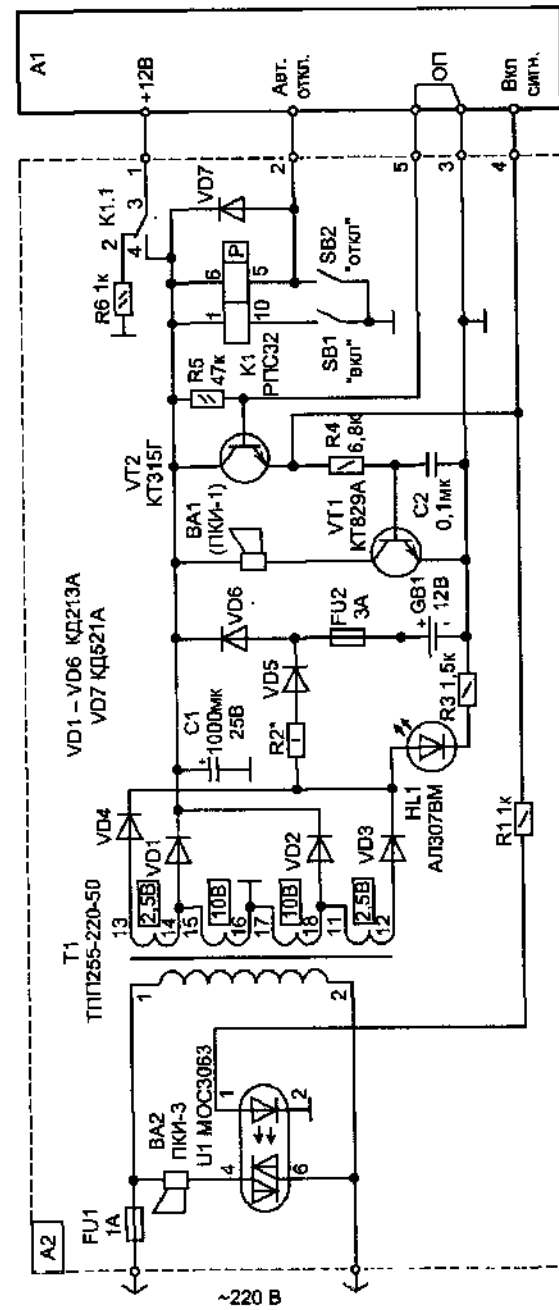 A1
+12В
Авт.
откл.
ОП
Вкл
сигн.
1
2
5
3
4
K1.1
3
2
4
R6 1к
VD7
6
P
5
1
10
K1
РПС32
SB2
"откл"
SB1
"вкл"
R5
47к
VT2
КТ315Г
R4
6,8к
BA1
(ПКИ-1)
VT1
КТ829А
C2
0,1мк
VD1 – VD6 КД213А
VD7 КД521А
VD6
FU2
3А
+
GB1
12В
VD5
R2*
R3 1,5к
C1
+
1000мк
25В
HL1
АЛ307ВМ
R1 1к
VD4
VD1
VD2
VD3
T1
ТПП255-220-50
13
2,5В
14
15
10В
16
17
10В
18
11
2,5В
12
1
2
BA2
ПКИ-3
U1 МОС3063
1
2
4
6
FU1
1А
A2
~220 В